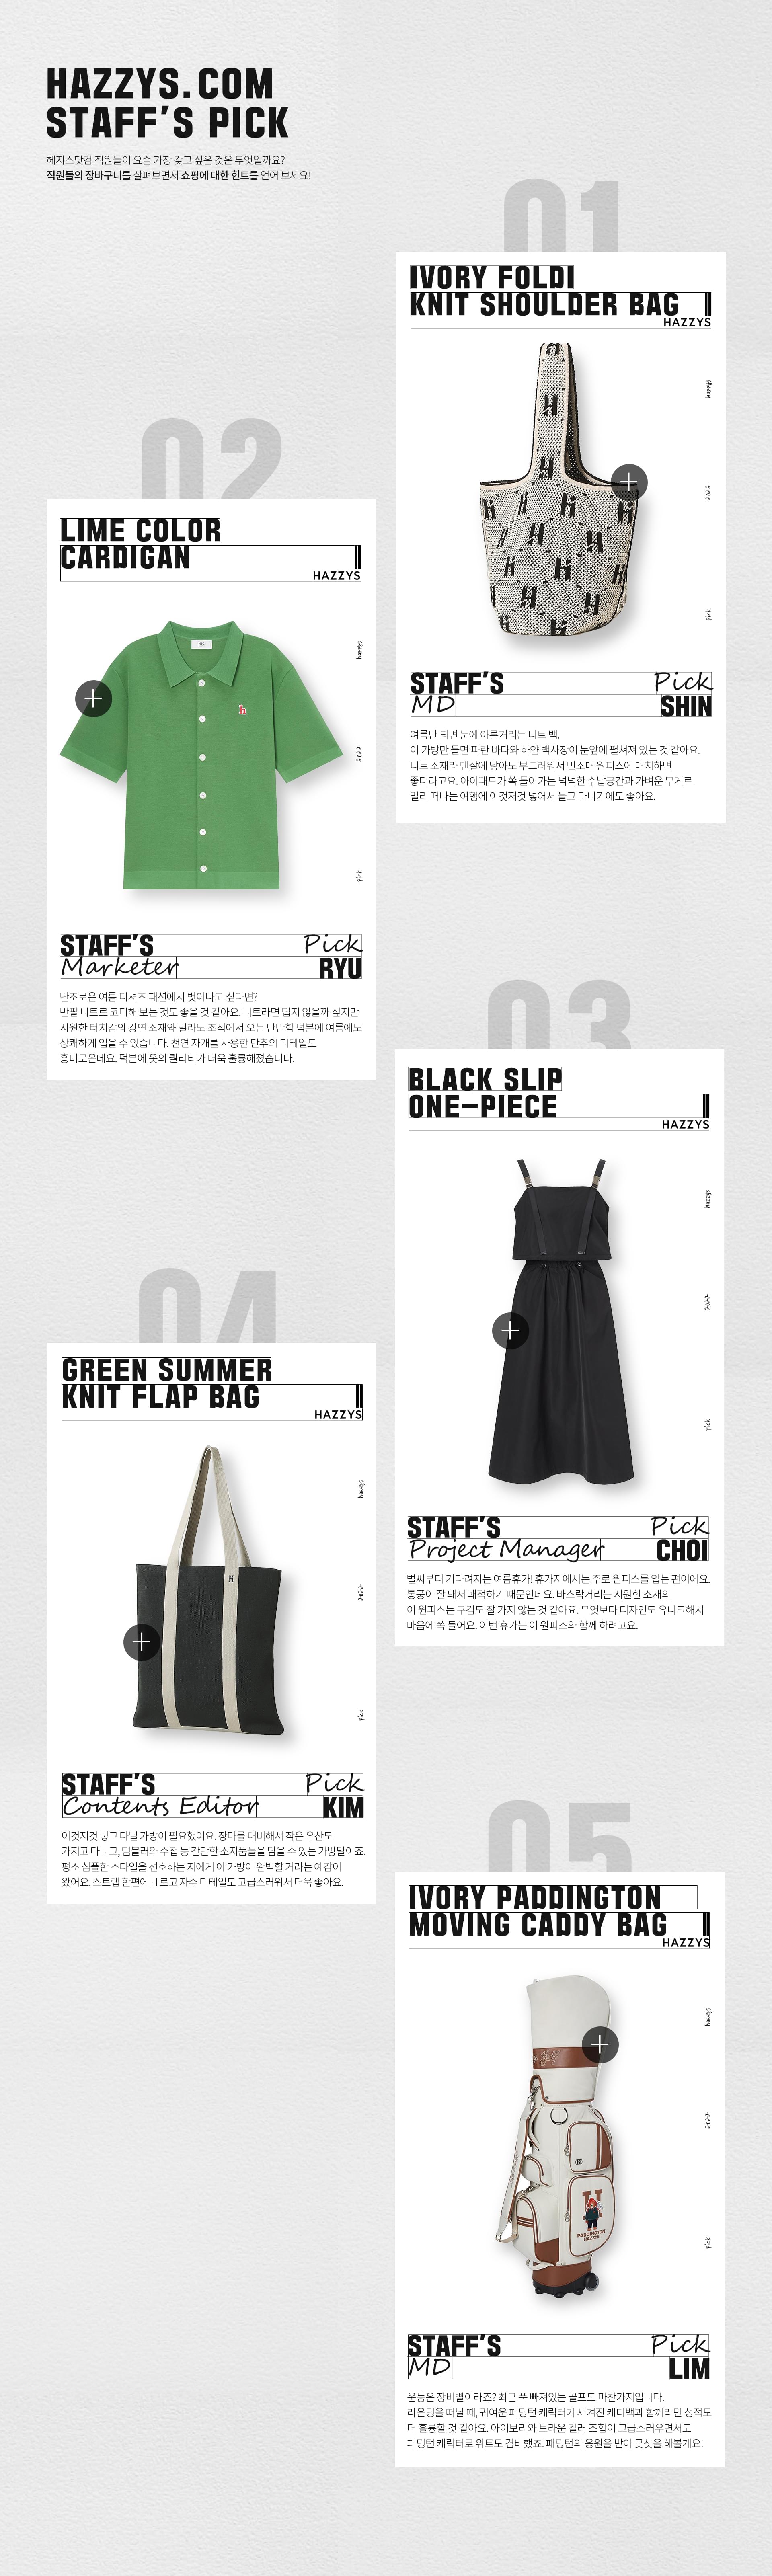 HAZZYS.COM
STAFF'S PICK
헤지스닷컴 직원들이 요즘 가장 갖고 싶은 것은 무엇일까요?
직원들의 장바구니를 살펴보면서 쇼핑에 대한 힌트를 얻어 보세요!
01
IVORY FOLDI
KNIT SHOULDER BAG
HAZZYS
hazzys
2022
pick
STAFF'S Pick
MD SHIN
여름만 되면 눈에 아른거리는 니트 백.
이 가방만 들면 파란 바다와 하얀 백사장이 눈앞에 펼쳐져 있는 것 같아요.
니트 소재라 맨살에 닿아도 부드러워서 민소매 원피스에 매치하면
좋더라고요. 아이패드가 쏙 들어가는 넉넉한 수납공간과 가벼운 무게로
멀리 떠나는 여행에 이것저것 넣어서 들고 다니기에도 좋아요.
02
LIME COLOR
CARDIGAN
HAZZYS
hazzys
2022
pick
STAFF'S Pick
Marketer RYU
단조로운 여름 티셔츠 패션에서 벗어나고 싶다면?
반팔 니트로 코디해 보는 것도 좋을 것 같아요. 니트라면 덥지 않을까 싶지만
시원한 터치감의 강연 소재와 밀라노 조직에서 오는 탄탄함 덕분에 여름에도
상쾌하게 입을 수 있습니다. 천연 자개를 사용한 단추의 디테일도
흥미로운데요. 덕분에 옷의 퀄리티가 더욱 훌륭해졌습니다.
03
BLACK SLIP
ONE-PIECE
HAZZYS
hazzys
2022
pick
STAFF'S Pick
Project Manager CHOI
벌써부터 기다려지는 여름휴가! 휴가지에서는 주로 원피스를 입는 편이에요.
통풍이 잘 돼서 쾌적하기 때문인데요. 바스락거리는 시원한 소재의
이 원피스는 구김도 잘 가지 않는 것 같아요. 무엇보다 디자인도 유니크해서
마음에 쏙 들어요. 이번 휴가는 이 원피스와 함께 하려고요.
04
GREEN SUMMER
KNIT FLAP BAG
HAZZYS
hazzys
2022
pick
STAFF'S Pick
Contents Editor KIM
이것저것 넣고 다닐 가방이 필요했어요. 장마를 대비해서 작은 우산도
가지고 다니고, 텀블러와 수첩 등 간단한 소지품들을 담을 수 있는 가방말이죠.
평소 심플한 스타일을 선호하는 저에게 이 가방이 완벽할 거라는 예감이
왔어요. 스트랩 한편에 H 로고 자수 디테일도 고급스러워서 더욱 좋아요.
05
IVORY PADDINGTON
MOVING CADDY BAG
HAZZYS
hazzys
2022
pick
PADDINGTON
HAZZYS
STAFF'S Pick
MD LIM
운동은 장비빨이라죠? 최근 푹 빠져있는 골프도 마찬가지입니다.
라운딩을 떠날 때, 귀여운 패딩턴 캐릭터가 새겨진 캐디백과 함께라면 성적도
더 훌륭할 것 같아요. 아이보리와 브라운 컬러 조합이 고급스러우면서도
패딩턴 캐릭터로 위트도 겸비했죠. 패딩턴의 응원을 받아 굿샷을 해볼게요!